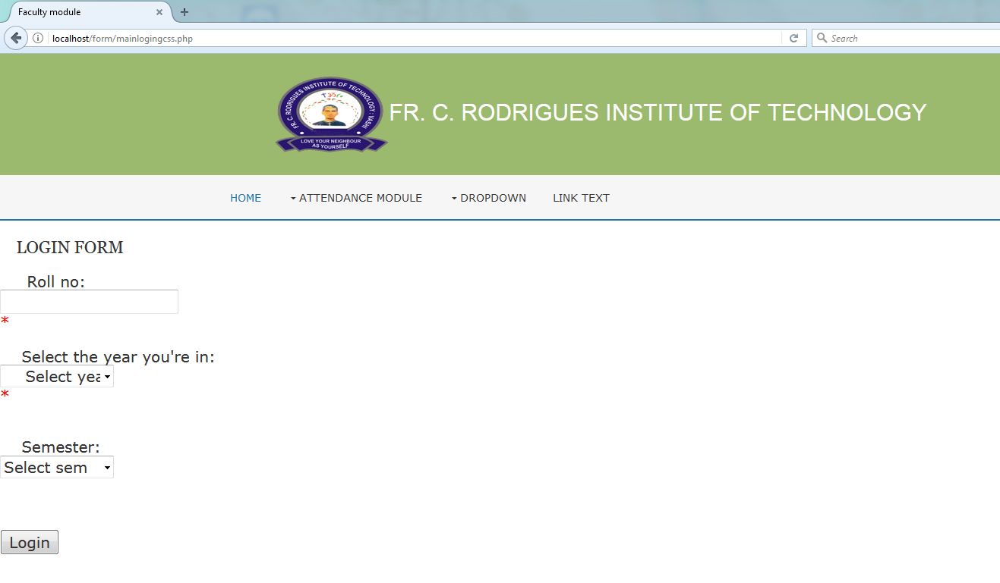 Faculty module
localhost/form/mainlogingcss.php
Search
FR. C. RODRIGUES INSTITUTE OF TECHNOLOGY : VASHI
LOVE YOUR NEIGHBOUR
AS YOURSELF
FR. C. RODRIGUES INSTITUTE OF TECHNOLOGY
HOME
ATTENDANCE MODULE
DROPDOWN
LINK TEXT
LOGIN FORM
Roll no:
*
Select the year you're in:
Select yea
*
Semester:
Select sem
Login